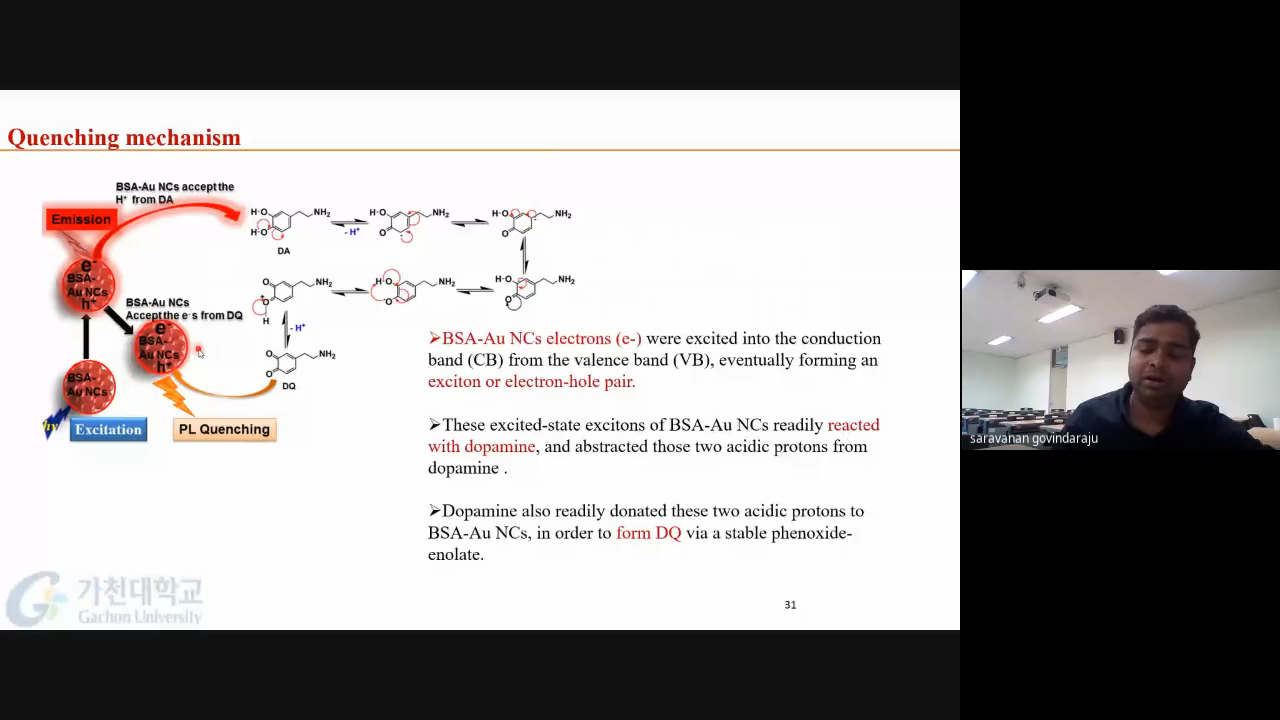 Quenching mechanism
BSA-Au NCs accept the
H⁺ from DA
Emission
e⁻
BSA-
Au NCs
h⁺
BSA-Au NCs
Accept the e⁻s from DQ
e⁻
BSA-
Au NCs
h⁺
BSA-
Au NCs
hν
Excitation
PL Quenching
H-O
H-O
NH₂
DA
- H⁺
H-O
O
NH₂
H-O
O
NH₂
H-O
O
NH₂
H-O
O
NH₂
O
O
H
NH₂
- H⁺
O
O
NH₂
DQ
➢BSA-Au NCs electrons (e-) were excited into the conduction
band (CB) from the valence band (VB), eventually forming an
exciton or electron-hole pair.
➢These excited-state excitons of BSA-Au NCs readily reacted
with dopamine, and abstracted those two acidic protons from
dopamine .
➢Dopamine also readily donated these two acidic protons to
BSA-Au NCs, in order to form DQ via a stable phenoxide-
enolate.
가천대학교
Gachon University
31
saravanan govindaraju